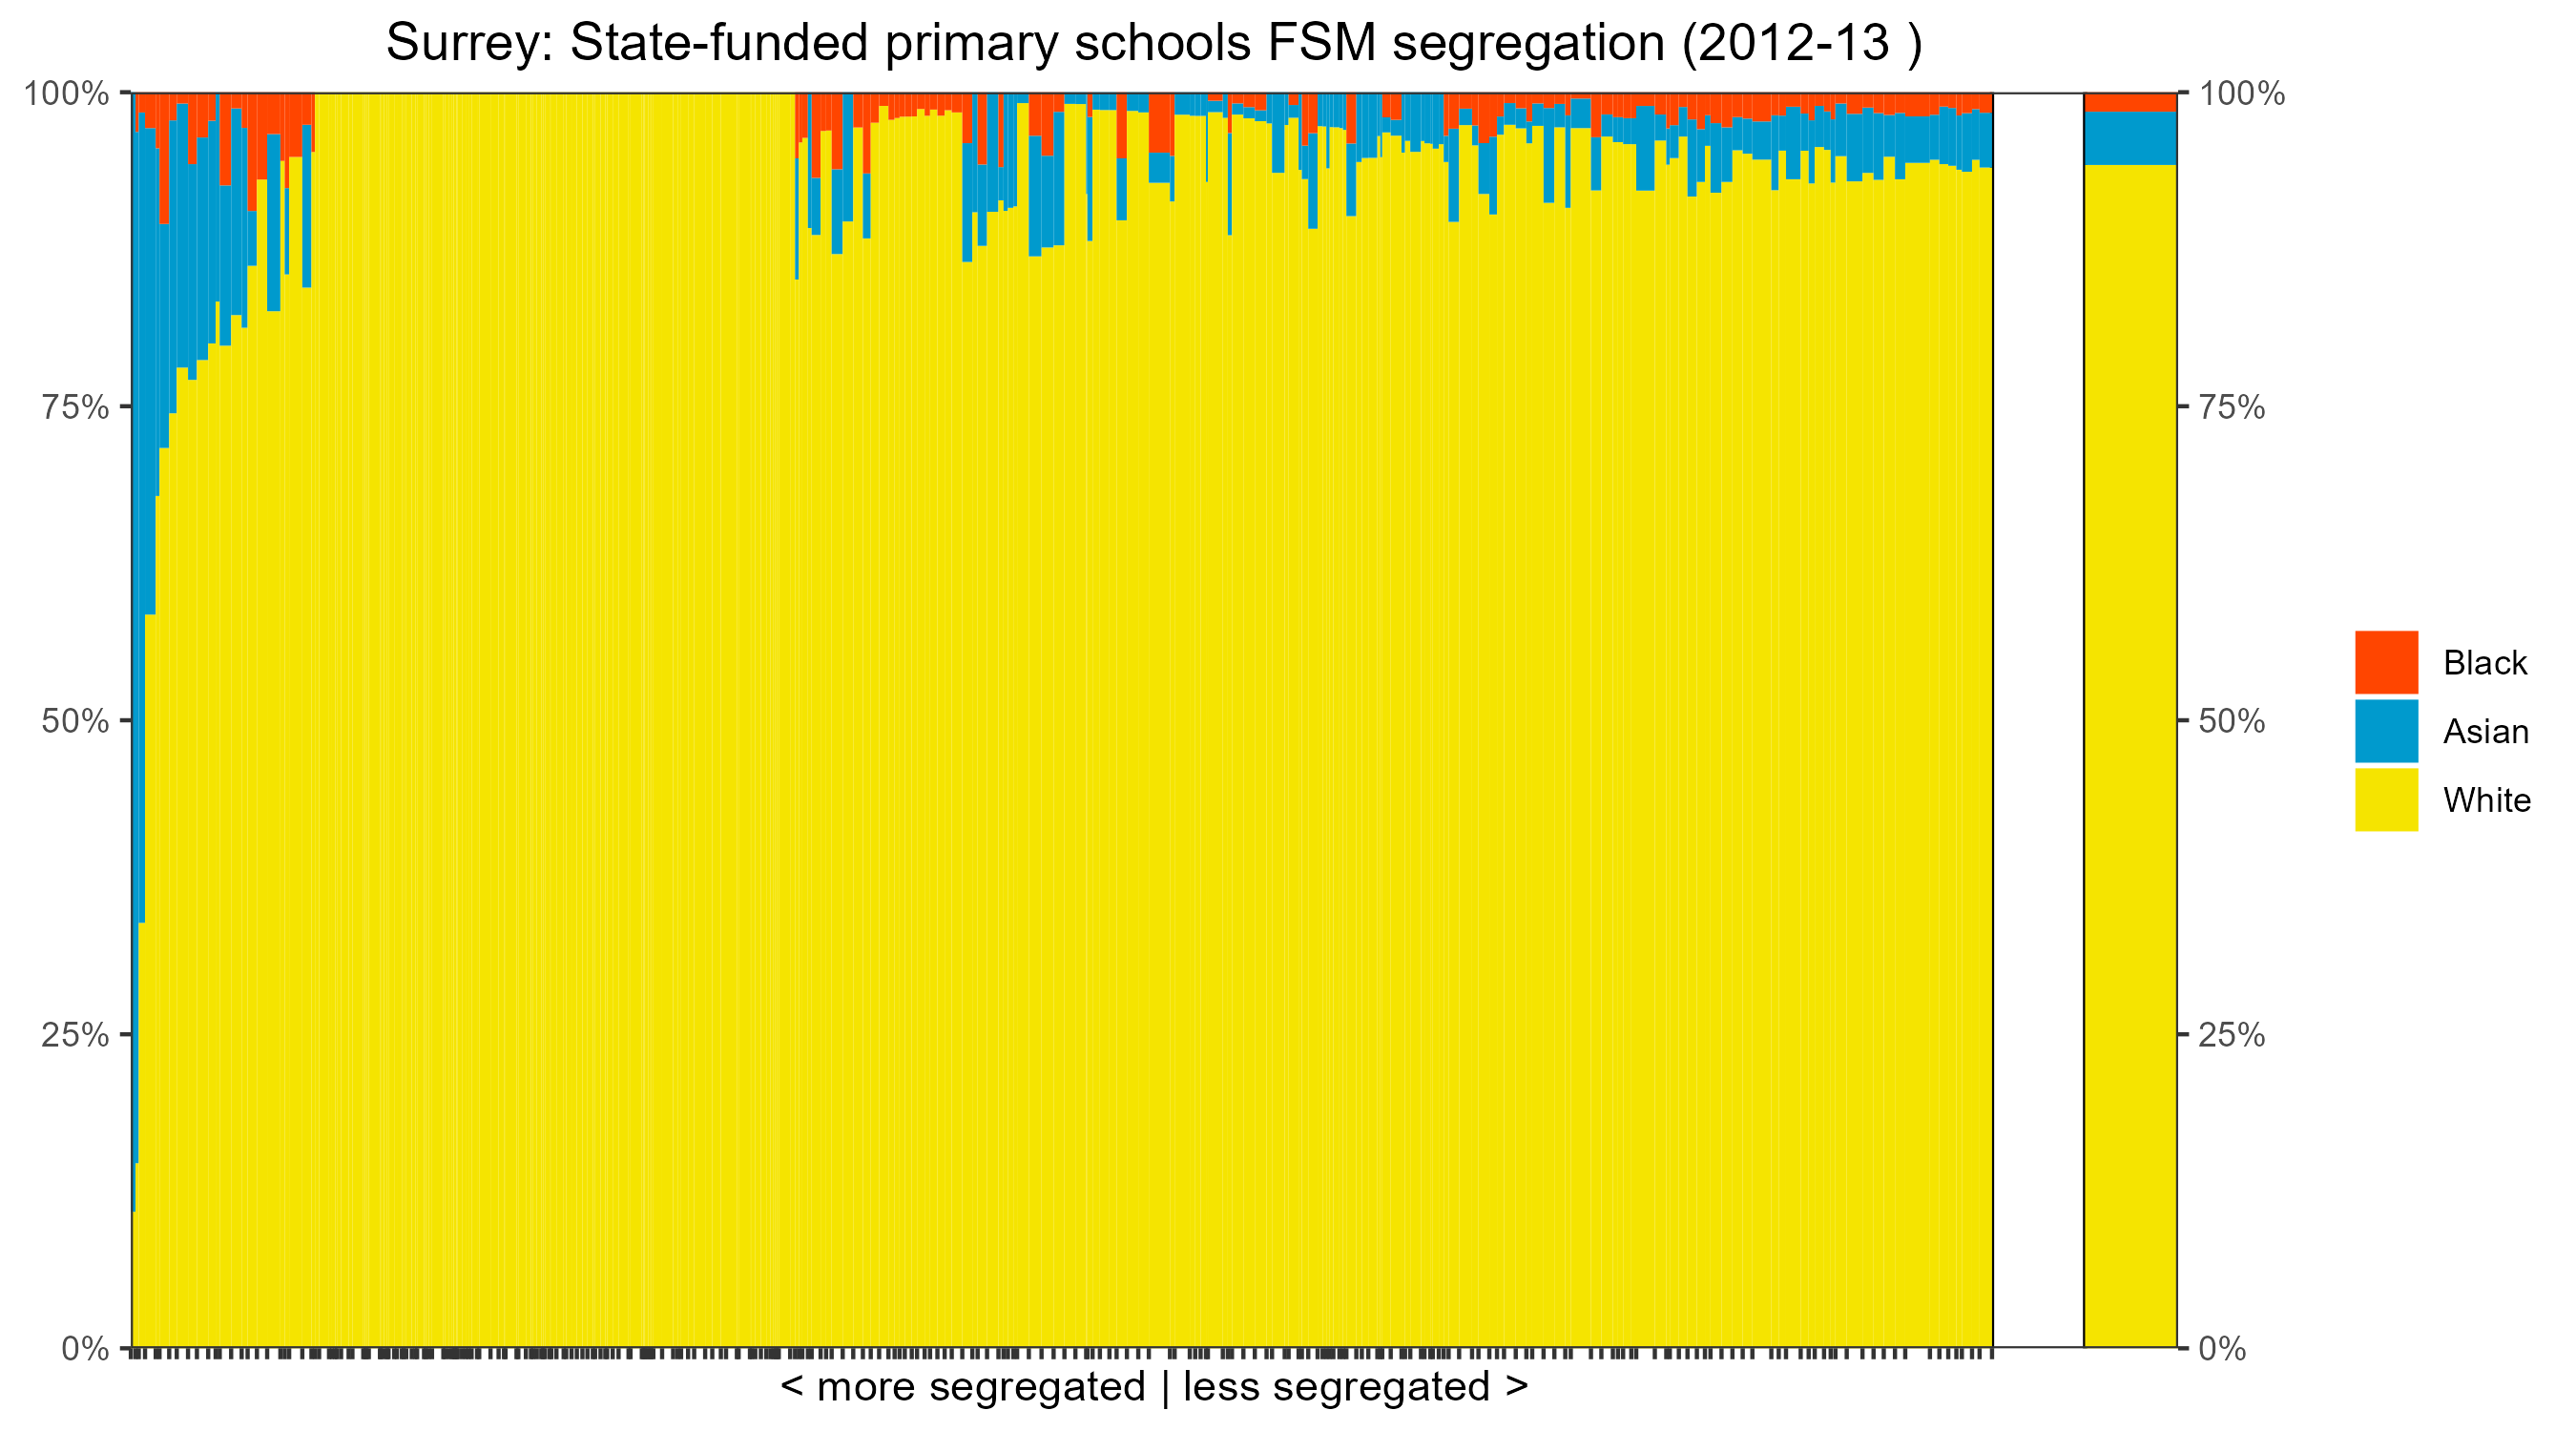 Surrey: State-funded primary schools FSM segregation (2012-13 )
100%
75%
50%
25%
0%
100%
75%
50%
25%
0%
Black
Asian
White
< more segregated | less segregated >